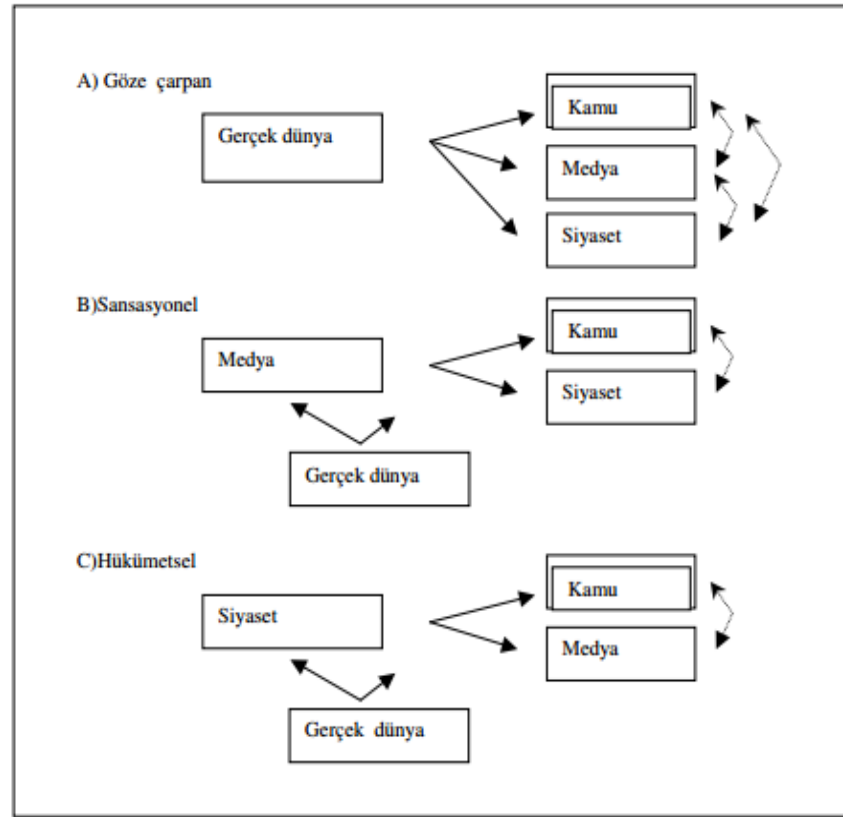 A) Göze çarpan
Gerçek dünya
Kamu
Medya
Siyaset
B)Sansasyonel
Medya
Kamu
Siyaset
Gerçek dünya
C)Hükümetsel
Siyaset
Kamu
Medya
Gerçek dünya